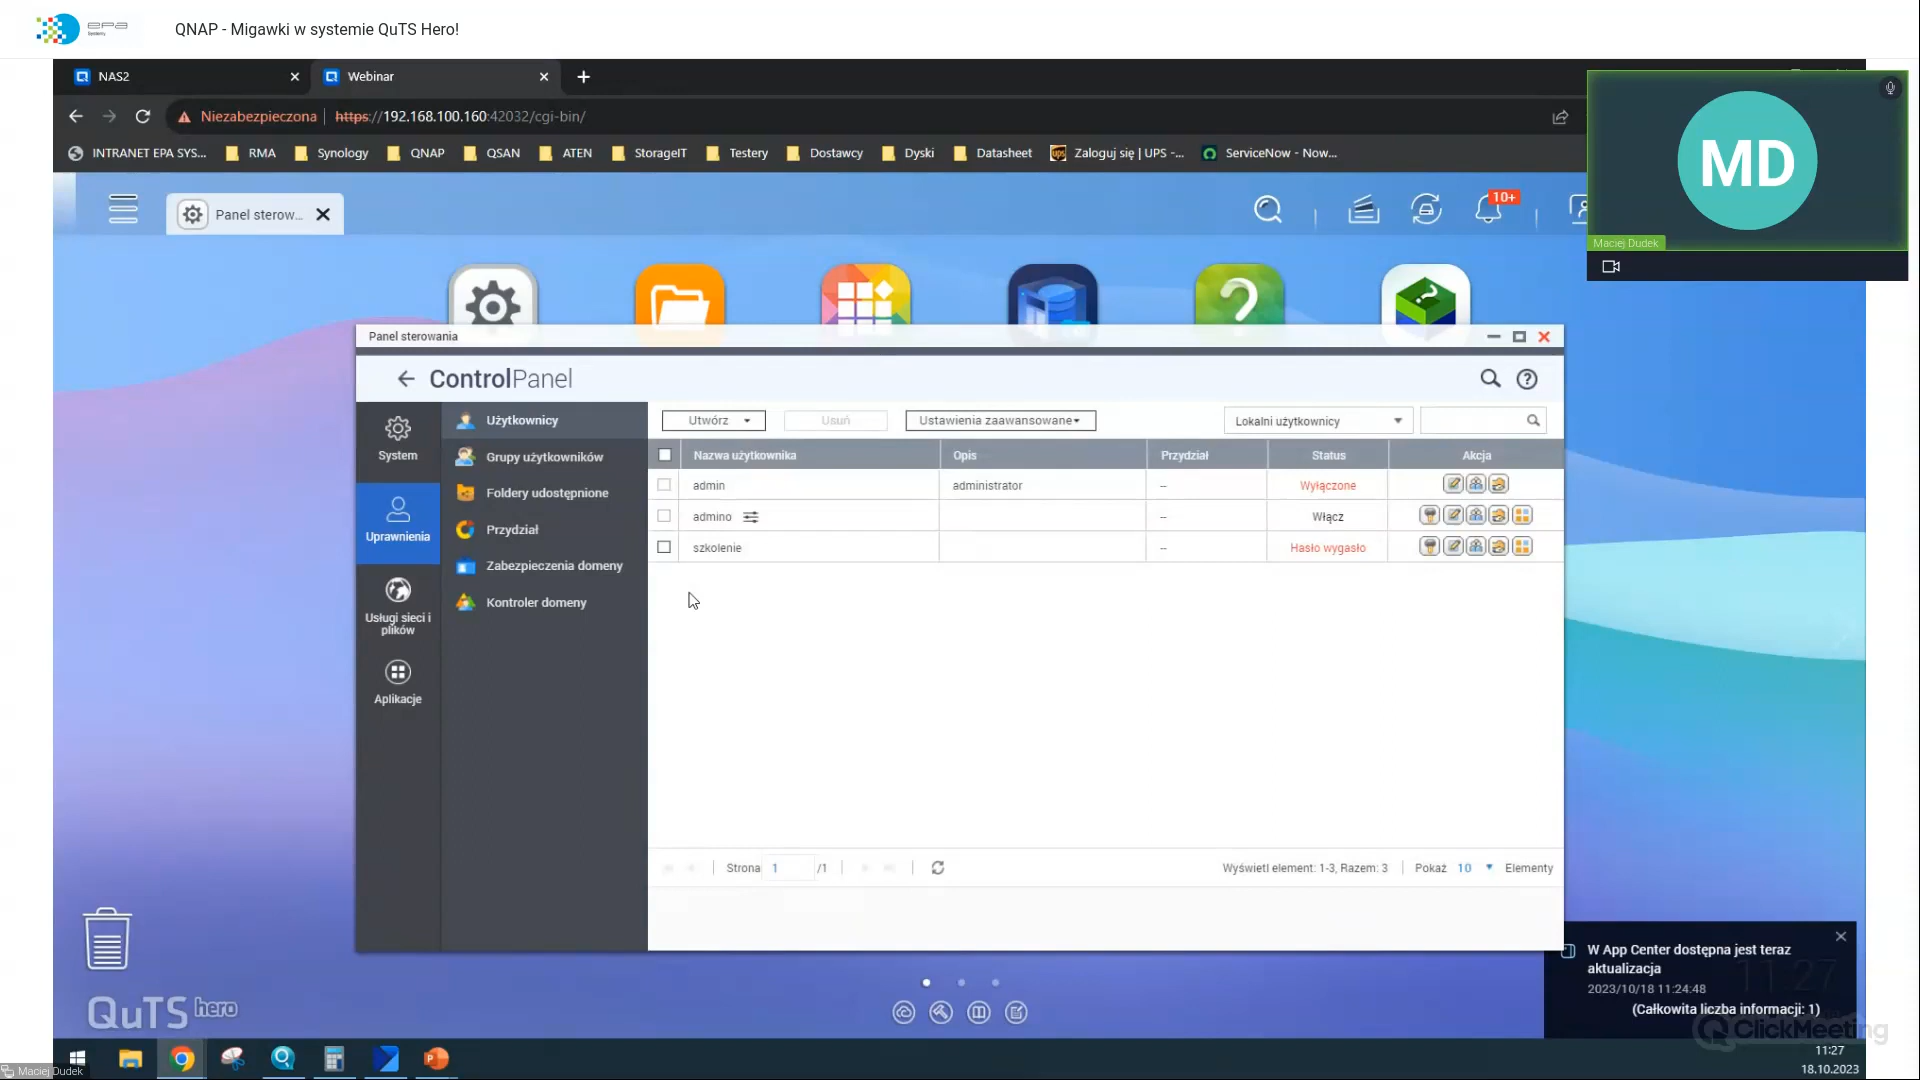 epa
Systemy
QNAP - Migawki w systemie QuTS Hero!
NAS2
Webinar
Niezabezpieczona
https://192.168.100.160:42032/cgi-bin/
INTRANET EPA SYS...
RMA
Synology
QNAP
QSAN
ATEN
StorageIT
Testery
Dostawcy
Dyski
Datasheet
ups
Zaloguj się | UPS -...
ServiceNow - Now...
MD
Maciej Dudek
Panel sterow...
10+
Panel sterowania
ControlPanel
System
Uprawnienia
Usługi sieci i
plików
Aplikacje
Użytkownicy
Grupy użytkowników
Foldery udostępnione
Przydział
Zabezpieczenia domeny
Kontroler domeny
Utwórz
Usuń
Ustawienia zaawansowane
Lokalni użytkownicy
Nazwa użytkownika
Opis
Przydział
Status
Akcja
admin
administrator
--
Wyłączone
admino
--
Włącz
szkolenie
--
Hasło wygasło
Strona
1
/1
Wyświetl element: 1-3, Razem: 3
Pokaż
10
Elementy
QuTS hero
W App Center dostępna jest teraz
aktualizacja
2023/10/18 11:24:48
(Całkowita liczba informacji: 1)
11:27
ClickMeeting
Maciej Dudek
11:27
18.10.2023